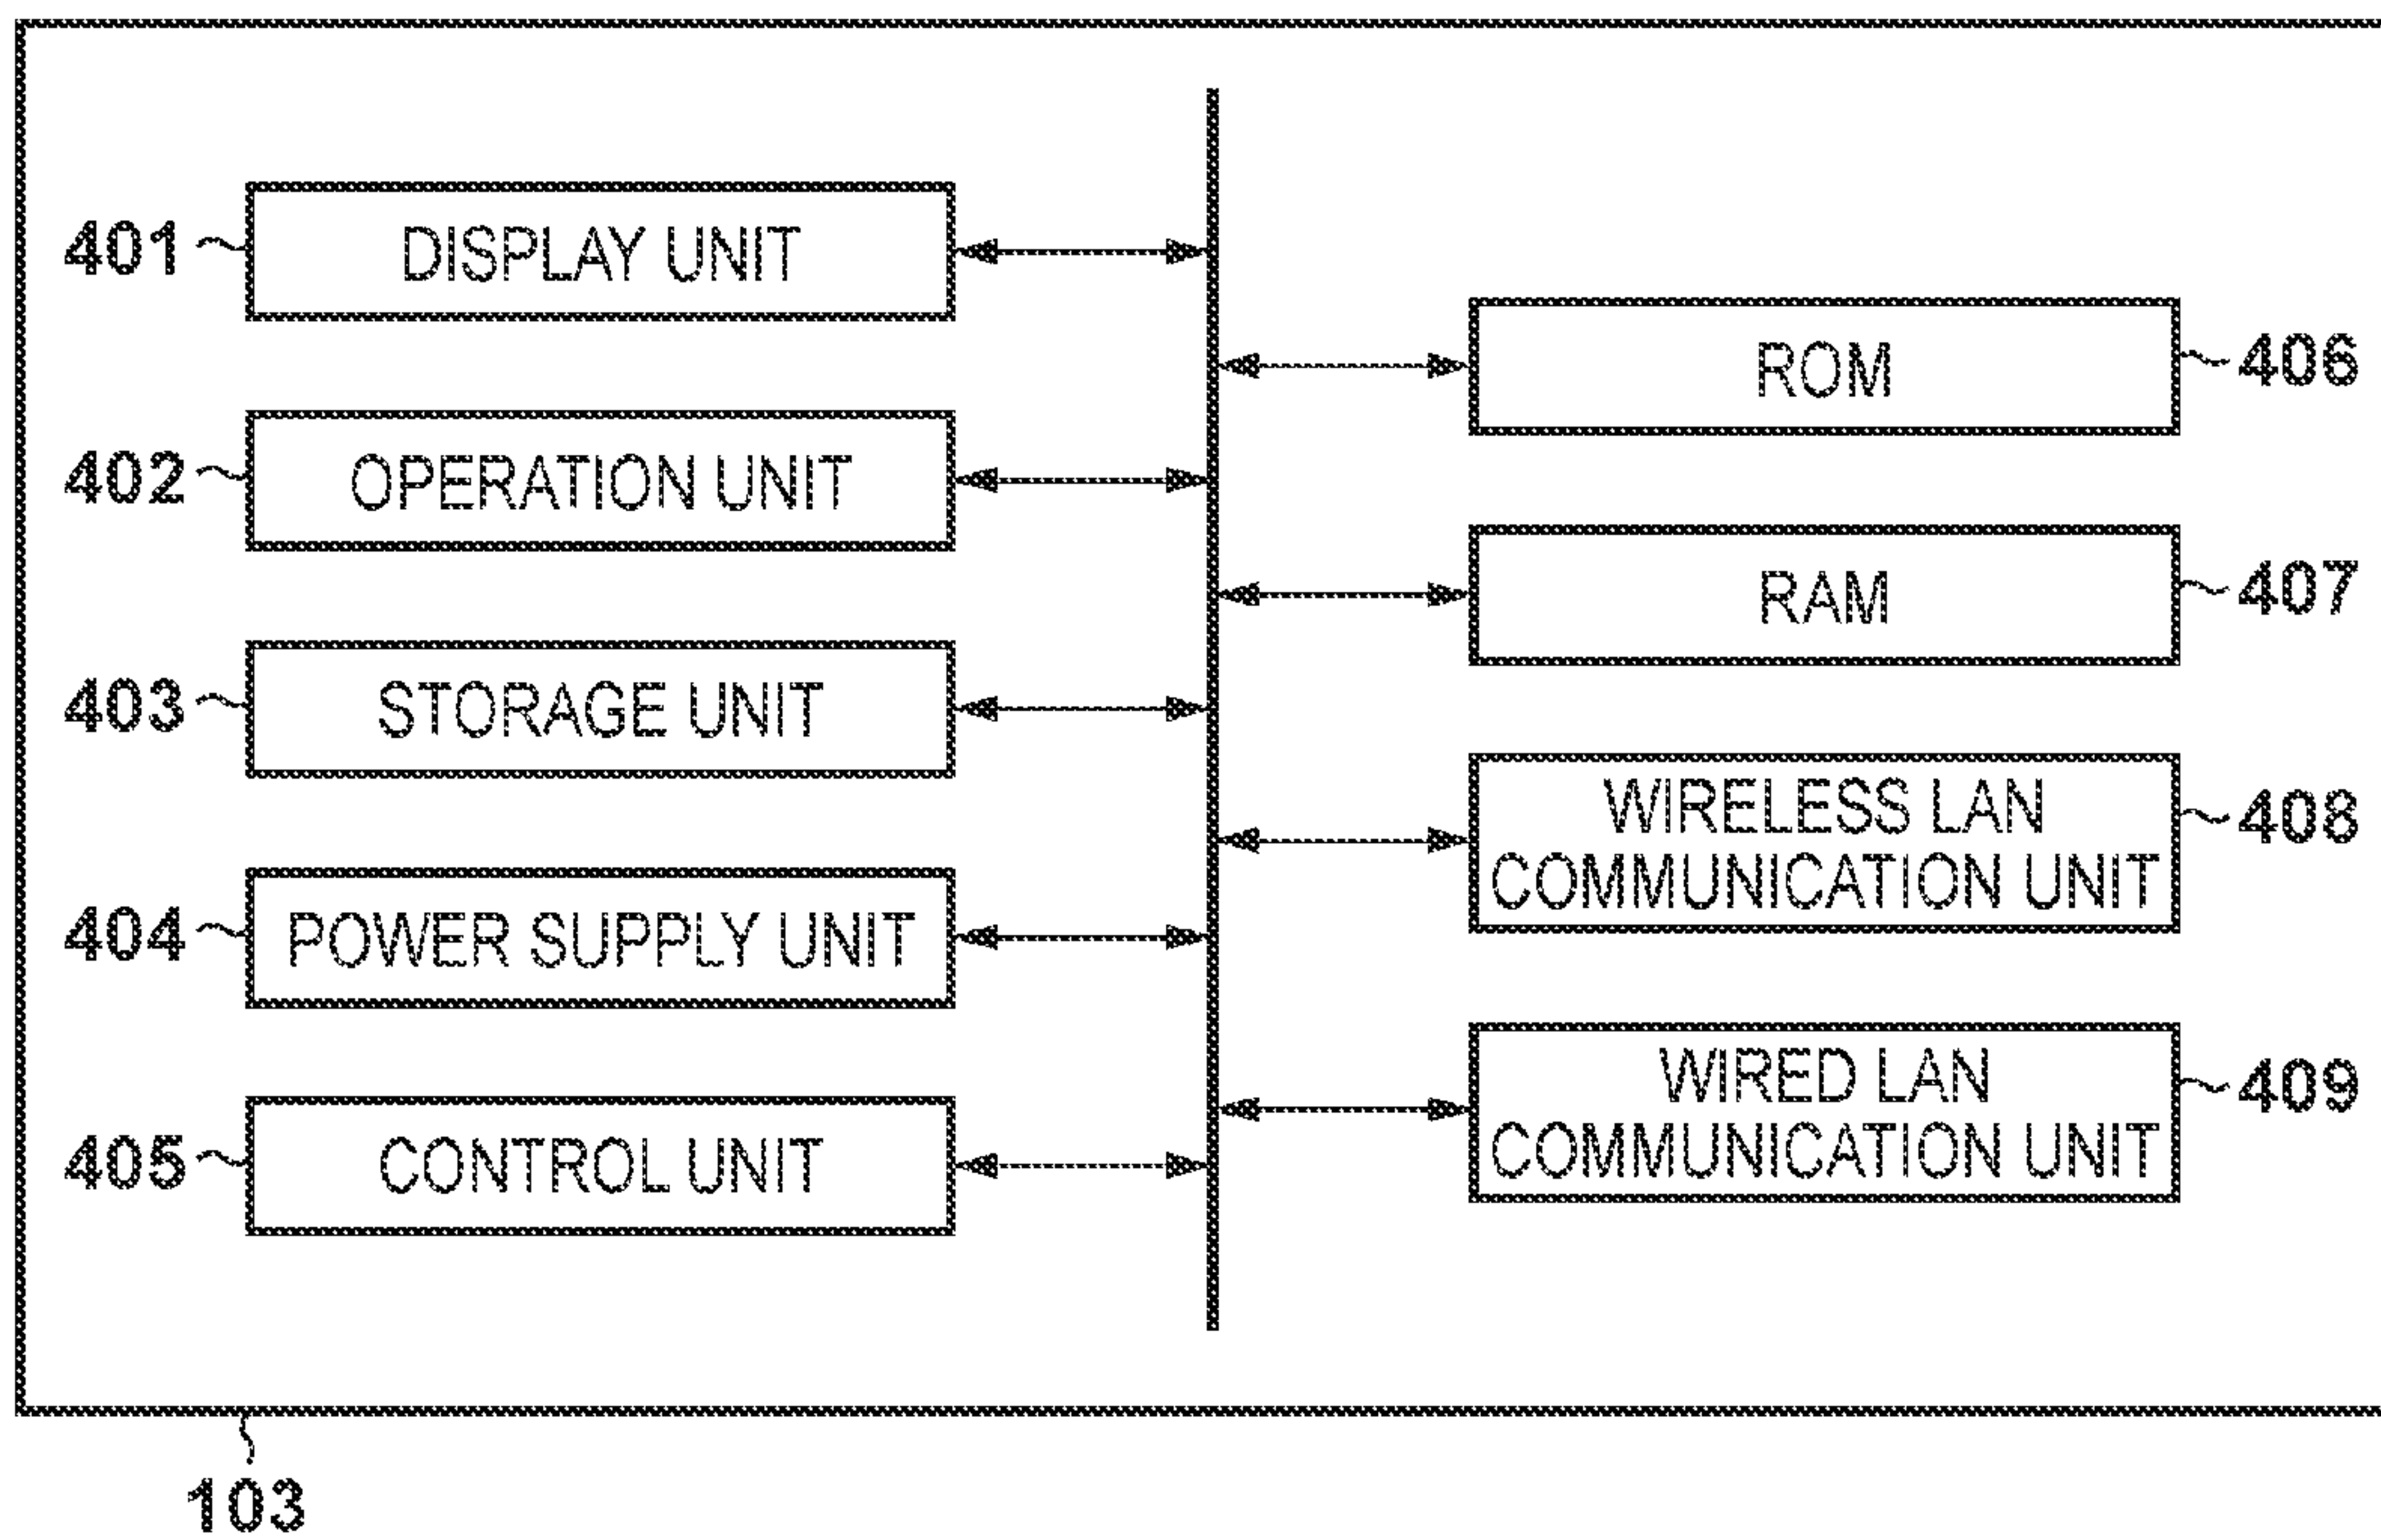 401
DISPLAY UNIT
402
OPERATION UNIT
403
STORAGE UNIT
404
POWER SUPPLY UNIT
405
CONTROL UNIT
ROM
406
RAM
407
WIRELESS LAN
COMMUNICATION UNIT
408
WIRED LAN
COMMUNICATION UNIT
409
103